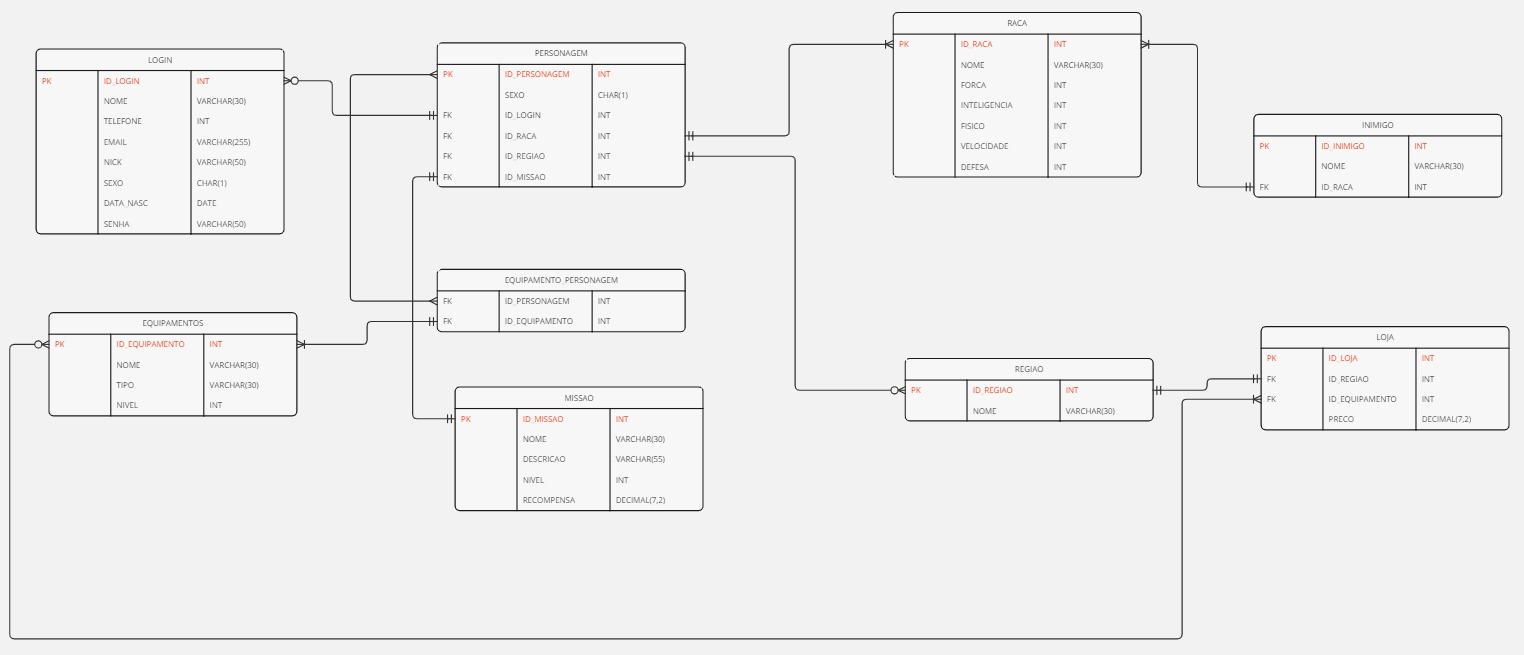 LOGIN
PK ID_LOGIN INT
NOME VARCHAR(30)
TELEFONE INT
EMAIL VARCHAR(255)
NICK VARCHAR(50)
SEXO CHAR(1)
DATA_NASC DATE
SENHA VARCHAR(50)
PERSONAGEM
PK ID_PERSONAGEM INT
SEXO CHAR(1)
FK ID_LOGIN INT
FK ID_RACA INT
FK ID_REGIAO INT
FK ID_MISSAO INT
RACA
PK ID_RACA INT
NOME VARCHAR(30)
FORCA INT
INTELIGENCIA INT
FISICO INT
VELOCIDADE INT
DEFESA INT
INIMIGO
PK ID_INIMIGO INT
NOME VARCHAR(30)
FK ID_RACA INT
EQUIPAMENTO_PERSONAGEM
FK ID_PERSONAGEM INT
FK ID_EQUIPAMENTO INT
EQUIPAMENTOS
PK ID_EQUIPAMENTO INT
NOME VARCHAR(30)
TIPO VARCHAR(30)
NIVEL INT
MISSAO
PK ID_MISSAO INT
NOME VARCHAR(30)
DESCRICAO VARCHAR(55)
NIVEL INT
RECOMPENSA DECIMAL(7,2)
REGIAO
PK ID_REGIAO INT
NOME VARCHAR(30)
LOJA
PK ID_LOJA INT
FK ID_REGIAO INT
FK ID_EQUIPAMENTO INT
PRECO DECIMAL(7,2)